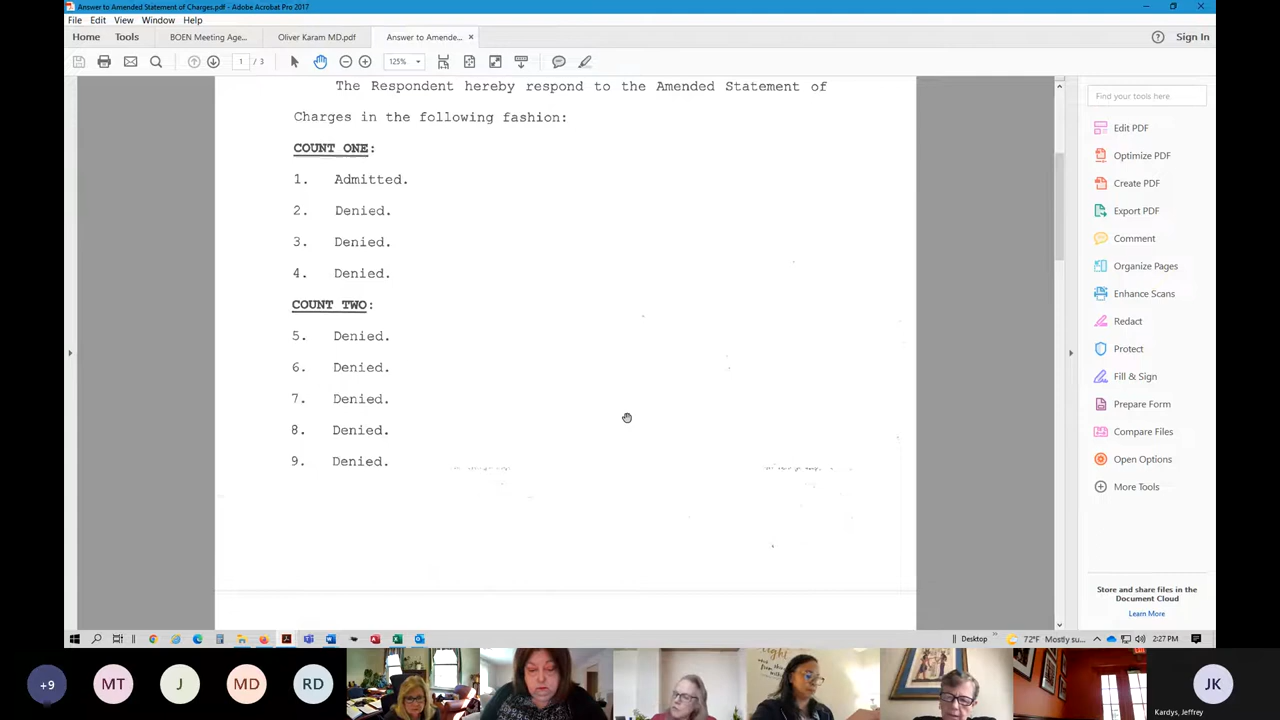 Answer to Amended Statement of Charges.pdf - Adobe Acrobat Pro 2017
File Edit View Window Help
Home Tools BOEN Meeting Age... Oliver Karam MD.pdf Answer to Amende... × Sign In
1 / 3 125%
The Respondent hereby respond to the Amended Statement of
Charges in the following fashion:
COUNT ONE:
1. Admitted.
2. Denied.
3. Denied.
4. Denied.
COUNT TWO:
5. Denied.
6. Denied.
7. Denied.
8. Denied.
9. Denied.
Find your tools here
Edit PDF
Optimize PDF
Create PDF
Export PDF
Comment
Organize Pages
Enhance Scans
Redact
Protect
Fill & Sign
Prepare Form
Compare Files
Open Options
More Tools
Store and share files in the
Document Cloud
Learn More
Desktop 72°F Mostly su... 2:27 PM
+9 MT J MD RD JK
Kardys, Jeffrey